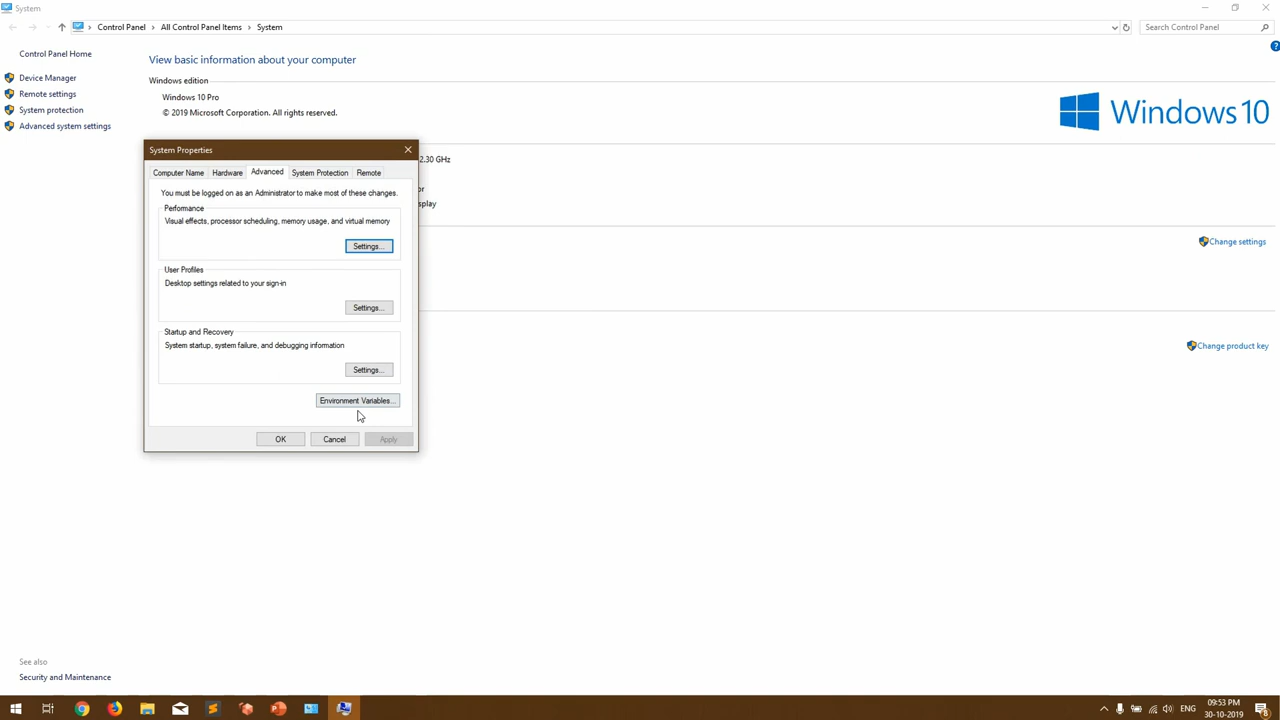 System
Control Panel > All Control Panel Items > System
Search Control Panel
Control Panel Home
Device Manager
Remote settings
System protection
Advanced system settings
View basic information about your computer
Windows edition
Windows 10 Pro
© 2019 Microsoft Corporation. All rights reserved.
Windows 10
2.30 GHz
or
play
Change settings
Change product key
System Properties
Computer Name
Hardware
Advanced
System Protection
Remote
You must be logged on as an Administrator to make most of these changes.
Performance
Visual effects, processor scheduling, memory usage, and virtual memory
Settings...
User Profiles
Desktop settings related to your sign-in
Settings...
Startup and Recovery
System startup, system failure, and debugging information
Settings...
Environment Variables...
OK
Cancel
Apply
See also
Security and Maintenance
ENG
09:53 PM
30-10-2019
8